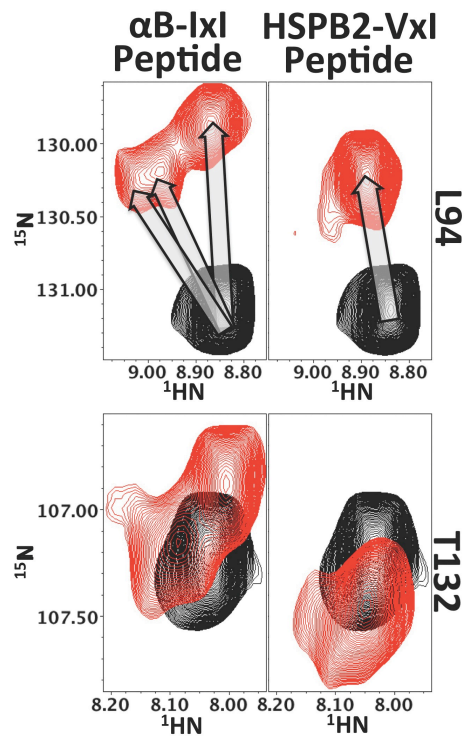 αB-IxI HSPB2-VxI
Peptide Peptide
130.00
130.50
131.00
15N
L94
9.00 8.90 8.80 9.00 8.90 8.80
1HN 1HN
107.00
107.50
15N
T132
8.20 8.10 8.00 8.20 8.10 8.00
1HN 1HN